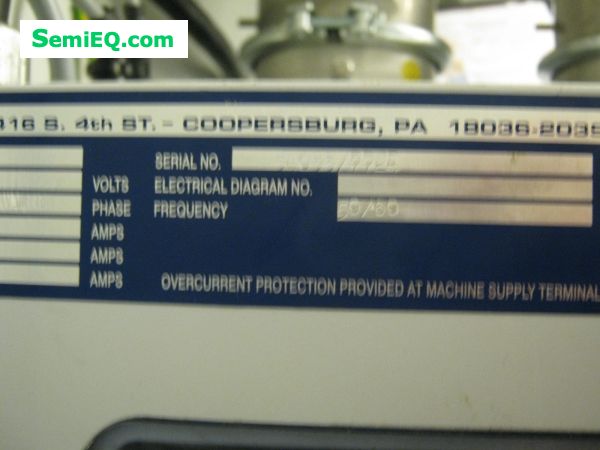 SemiEQ.com
416 S. 4th ST. - COOPERSBURG, PA 18036-2035
SERIAL NO.
VOLTS ELECTRICAL DIAGRAM NO.
PHASE FREQUENCY 50/60
AMPS
AMPS
AMPS OVERCURRENT PROTECTION PROVIDED AT MACHINE SUPPLY TERMINAL